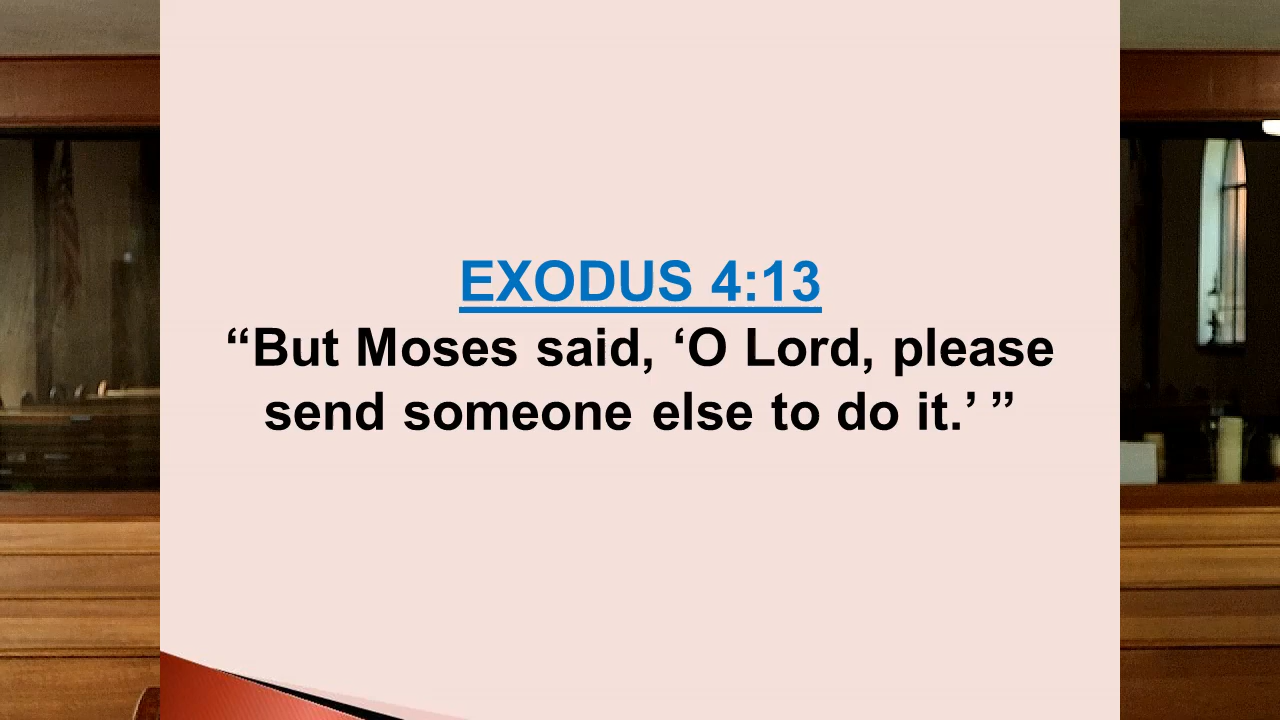 EXODUS 4:13
“But Moses said, ‘O Lord, please
send someone else to do it.’ ”